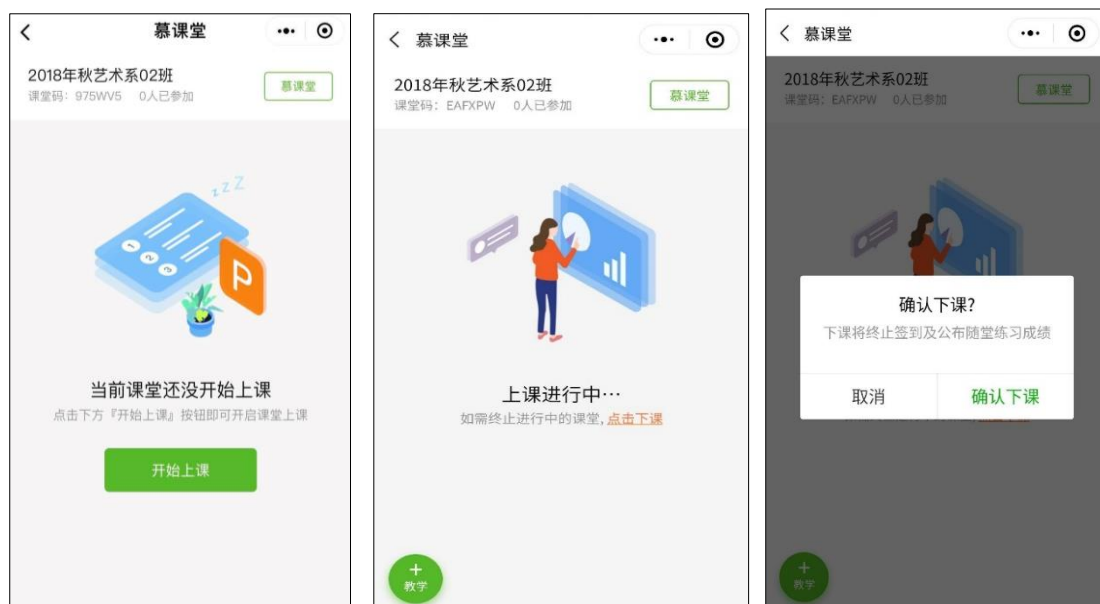 慕课堂
2018年秋艺术系02班
课堂码：975WV5 0人已参加
慕课堂
zZZ
1
2
3
P
当前课堂还没开始上课
点击下方『开始上课』按钮即可开启课堂上课
开始上课
慕课堂
2018年秋艺术系02班
课堂码：EAFXPW 0人已参加
慕课堂
上课进行中…
如需终止进行中的课堂，点击下课
+
教学
慕课堂
2018年秋艺术系02班
课堂码：EAFXPW 0人已参加
慕课堂
确认下课?
下课将终止签到及公布随堂练习成绩
取消 确认下课
+
教学